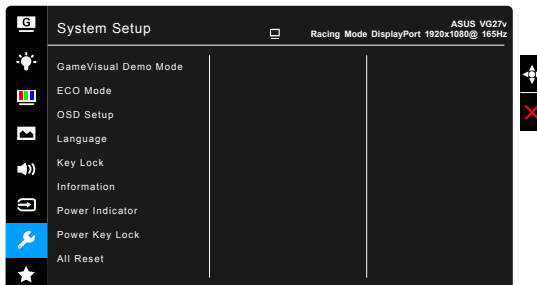 G
System Setup
ASUS VG27v
Racing Mode DisplayPort 1920x1080@ 165Hz
GameVisual Demo Mode
ECO Mode
OSD Setup
Language
Key Lock
Information
Power Indicator
Power Key Lock
All Reset